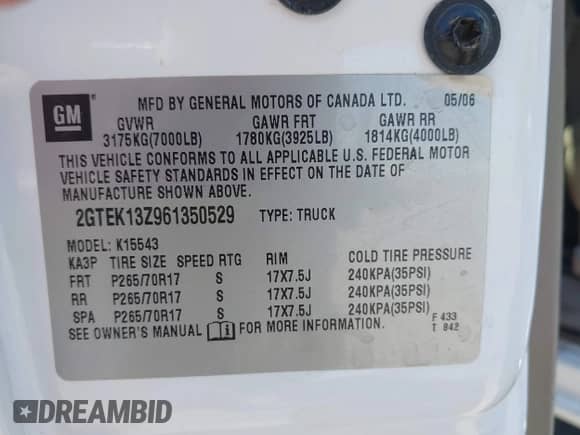 GM
MFD BY GENERAL MOTORS OF CANADA LTD. 05/06
GVWR GAWR FRT GAWR RR
3175KG(7000LB) 1780KG(3925LB) 1814KG(4000LB)
THIS VEHICLE CONFORMS TO ALL APPLICABLE U.S. FEDERAL MOTOR
VEHICLE SAFETY STANDARDS IN EFFECT ON THE DATE OF
MANUFACTURE SHOWN ABOVE.
2GTEK13Z961350529 TYPE: TRUCK
MODEL: K15543
KA3P TIRE SIZE SPEED RTG RIM COLD TIRE PRESSURE
FRT P265/70R17 S 17X7.5J 240KPA(35PSI)
RR P265/70R17 S 17X7.5J 240KPA(35PSI)
SPA P265/70R17 S 17X7.5J 240KPA(35PSI)
SEE OWNER'S MANUAL FOR MORE INFORMATION. F 433
T 842
DREAMBID